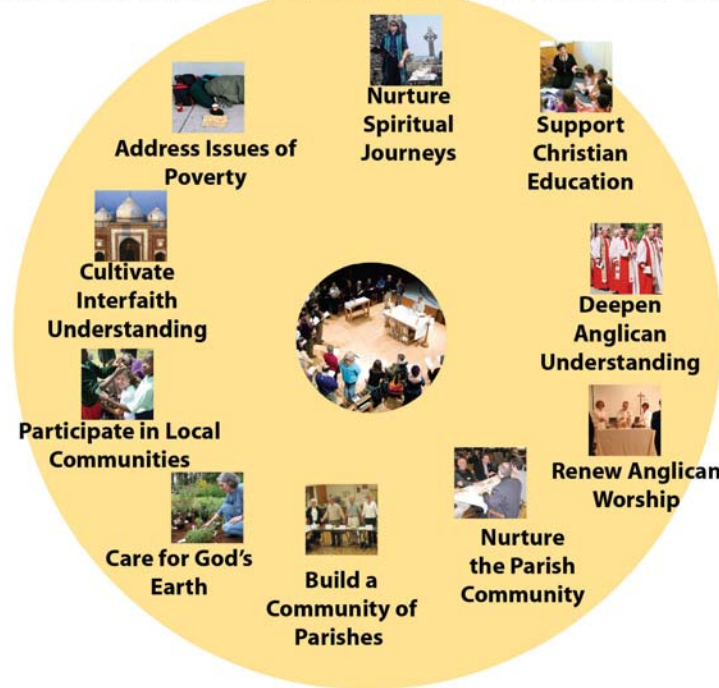 Nurture
Spiritual
Journeys
Support
Christian
Education
Deepen
Anglican
Understanding
Renew Anglican
Worship
Nurture
the Parish
Community
Build a
Community of
Parishes
Care for God's
Earth
Participate in Local
Communities
Cultivate
Interfaith
Understanding
Address Issues of
Poverty